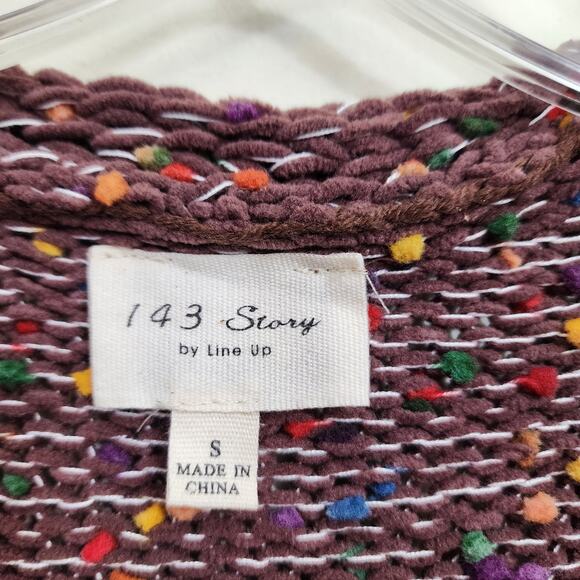 143 Story
by Line Up
S
MADE IN
CHINA